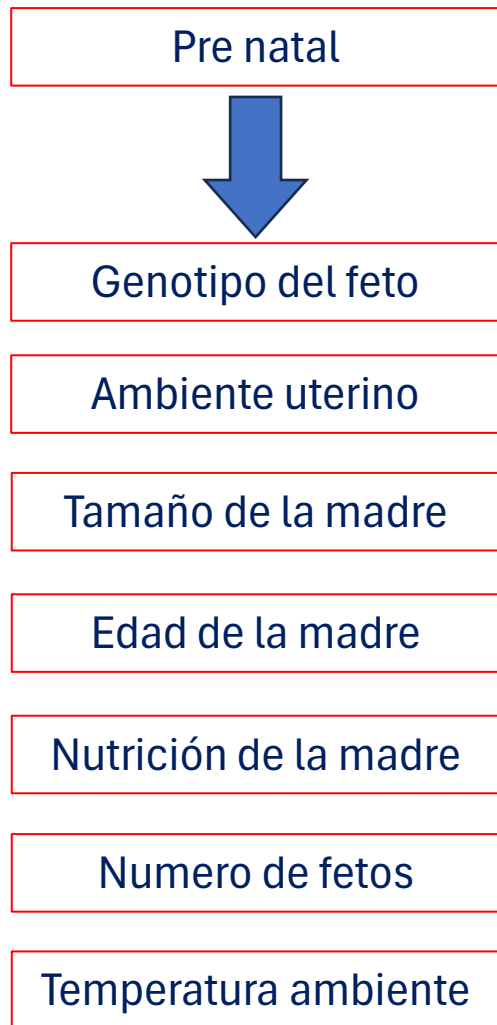 Pre natal
Genotipo del feto
Ambiente uterino
Tamaño de la madre
Edad de la madre
Nutrición de la madre
Numero de fetos
Temperatura ambiente